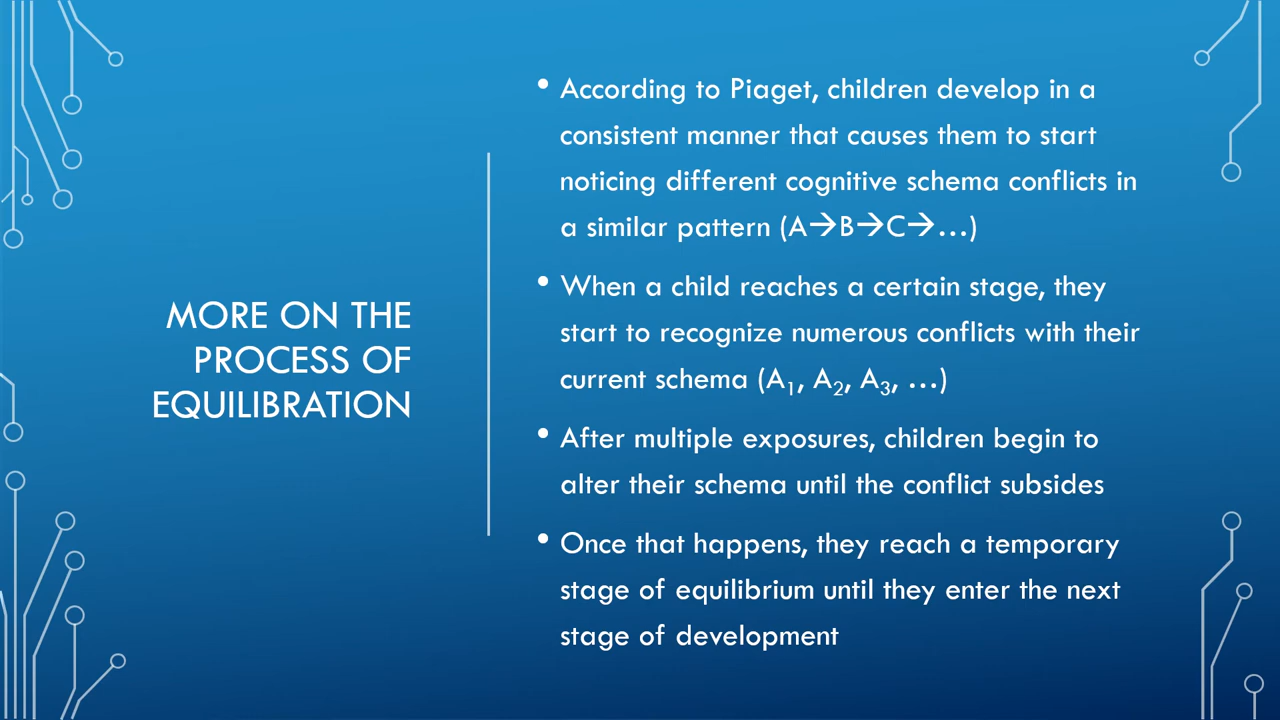 MORE ON THE
PROCESS OF
EQUILIBRATION
• According to Piaget, children develop in a
consistent manner that causes them to start
noticing different cognitive schema conflicts in
a similar pattern (A→B→C→…)
• When a child reaches a certain stage, they
start to recognize numerous conflicts with their
current schema (A₁, A₂, A₃, …)
• After multiple exposures, children begin to
alter their schema until the conflict subsides
• Once that happens, they reach a temporary
stage of equilibrium until they enter the next
stage of development